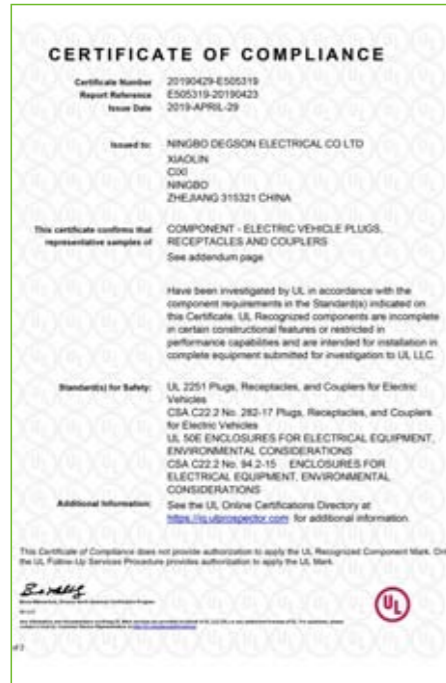 CERTIFICATE OF COMPLIANCE
Certificate Number 20190429-E505319
Report Reference E505319-20190423
Issue Date 2019-APRIL-29
Issued to: NINGBO DEGSON ELECTRICAL CO LTD
XIAOLIN
CIXI
NINGBO
ZHEJIANG 315321 CHINA
This certificate confirms that COMPONENT - ELECTRIC VEHICLE PLUGS,
representative samples of RECEPTACLES AND COUPLERS
See addendum page
Have been investigated by UL in accordance with the
component requirements in the Standard(s) indicated on
this Certificate. UL Recognized components are incomplete
in certain constructional features or restricted in
performance capabilities and are intended for installation in
complete equipment submitted for investigation to UL LLC.
Standard(s) for Safety: UL 2251 Plugs, Receptacles, and Couplers for Electric
Vehicles
CSA C22.2 No. 282-17 Plugs, Receptacles, and Couplers
for Electric Vehicles
UL 50E ENCLOSURES FOR ELECTRICAL EQUIPMENT,
ENVIRONMENTAL CONSIDERATIONS
CSA C22.2 No. 94.2-15 ENCLOSURES FOR
ELECTRICAL EQUIPMENT, ENVIRONMENTAL
CONSIDERATIONS
Additional Information: See the UL Online Certifications Directory at
https://iq.ulprospector.com for additional information.
This Certificate of Compliance does not provide authorization to apply the UL Recognized Component Mark. Onl
the UL Follow-Up Services Procedure provides authorization to apply the UL Mark.
UL
of 2